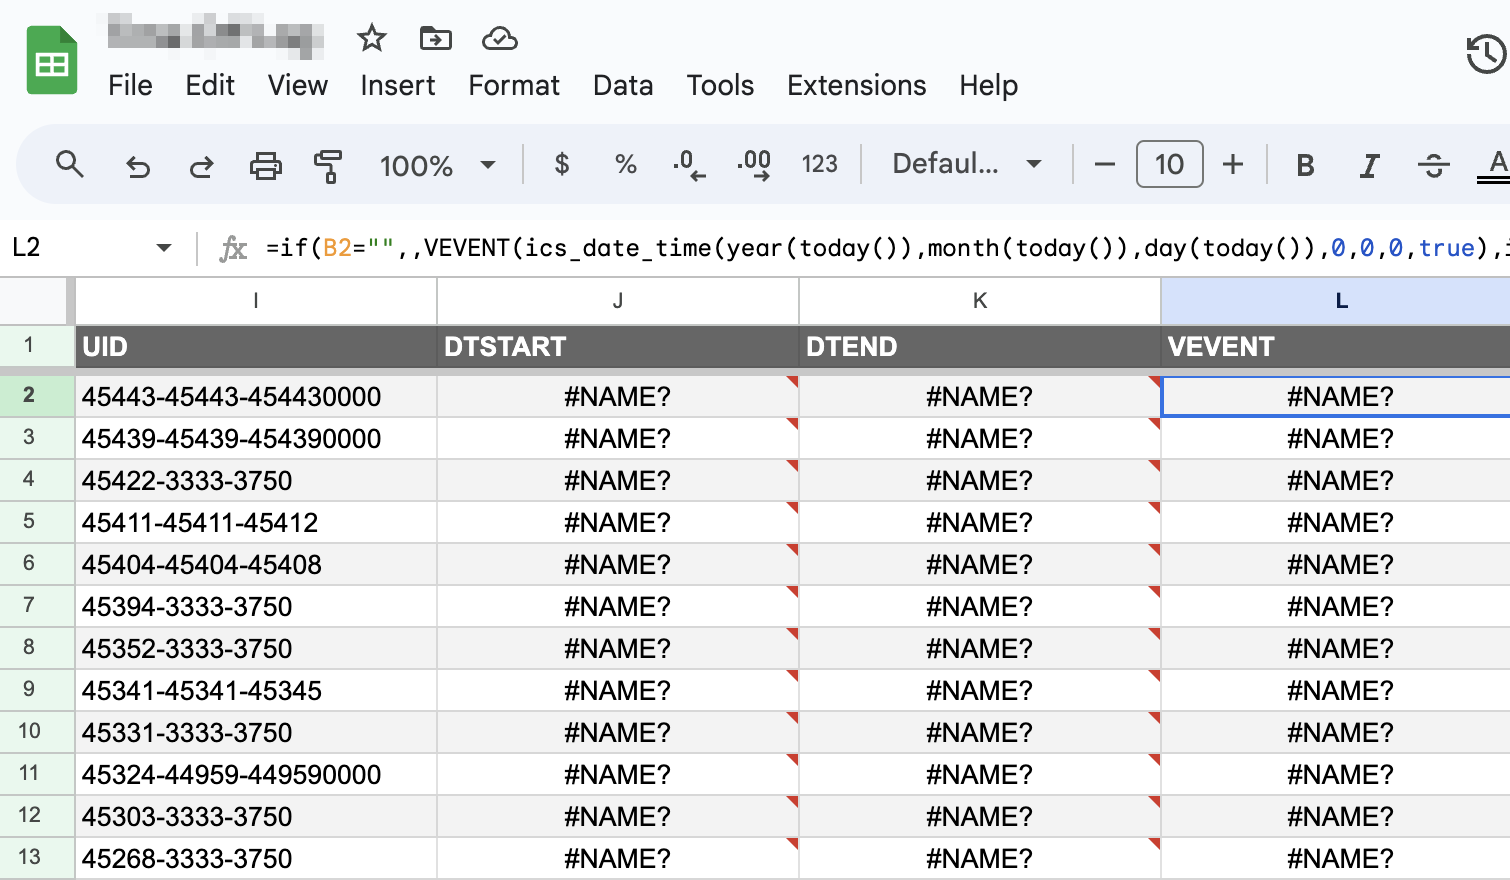 File Edit View Insert Format Data Tools Extensions Help
100% $ % .0 .00 123 Defaul... 10 B I S A
L2 fx =if(B2="",,VEVENT(ics_date_time(year(today()),month(today()),day(today()),0,0,0,true),
I J K L
1 UID DTSTART DTEND VEVENT
2 45443-45443-454430000 #NAME? #NAME? #NAME?
3 45439-45439-454390000 #NAME? #NAME? #NAME?
4 45422-3333-3750 #NAME? #NAME? #NAME?
5 45411-45411-45412 #NAME? #NAME? #NAME?
6 45404-45404-45408 #NAME? #NAME? #NAME?
7 45394-3333-3750 #NAME? #NAME? #NAME?
8 45352-3333-3750 #NAME? #NAME? #NAME?
9 45341-45341-45345 #NAME? #NAME? #NAME?
10 45331-3333-3750 #NAME? #NAME? #NAME?
11 45324-44959-449590000 #NAME? #NAME? #NAME?
12 45303-3333-3750 #NAME? #NAME? #NAME?
13 45268-3333-3750 #NAME? #NAME? #NAME?